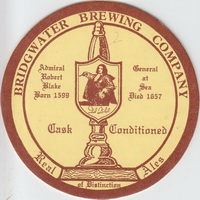 BRIDGWATER BREWING COMPANY
Admiral
Robert
Blake
Born 1599
General
at
Sea
Died 1657
Cask Conditioned
Real Ales
of Distinction